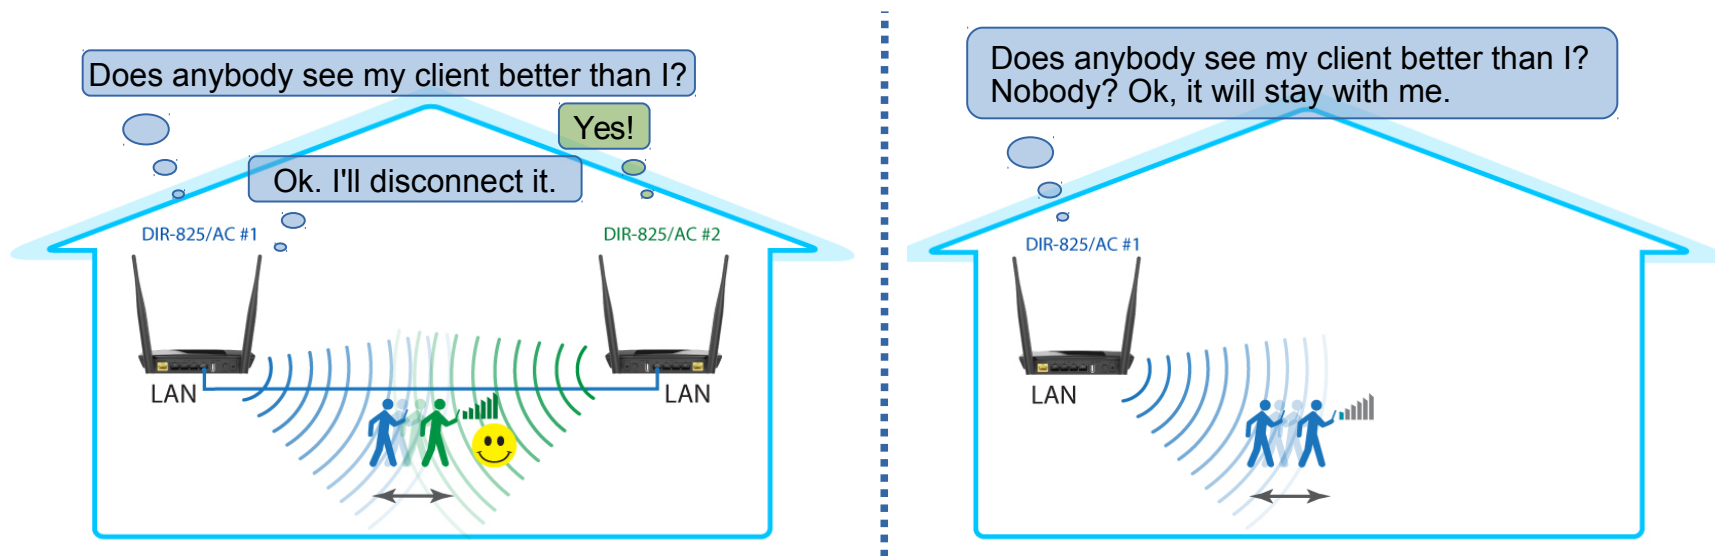 Does anybody see my client better than I?
Yes!
Ok. I'll disconnect it.
DIR-825/AC #1
DIR-825/AC #2
LAN
LAN
Does anybody see my client better than I?
Nobody? Ok, it will stay with me.
DIR-825/AC #1
LAN